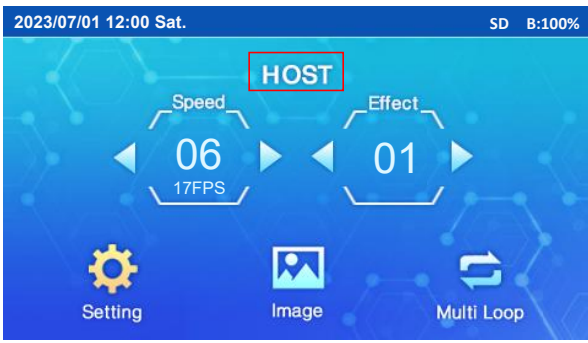 2023/07/01 12:00 Sat. SD B:100%
HOST
Speed Effect
06 01
17FPS
Setting Image Multi Loop